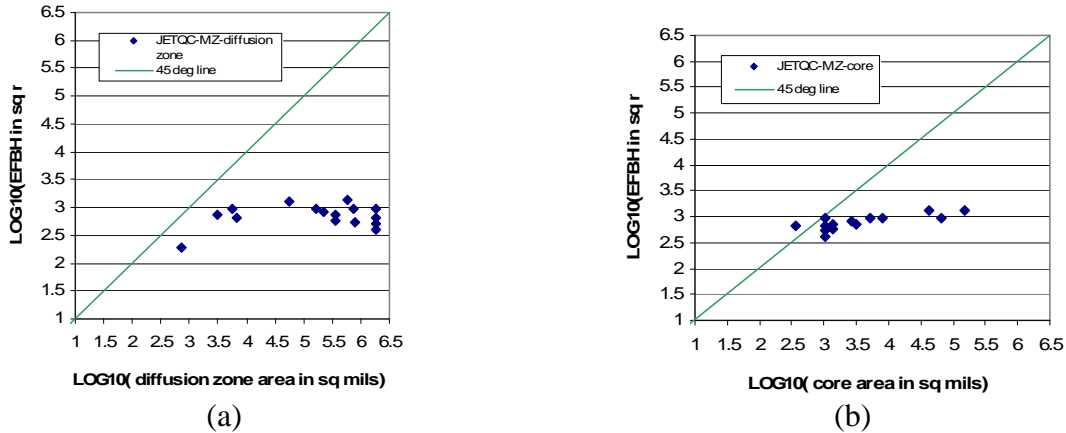 LOG10(EFBH in sq r
6.5
6
5.5
5
4.5
4
3.5
3
2.5
2
1.5
1
JETQC-MZ-diffusion
zone
45 deg line
1 1.5 2 2.5 3 3.5 4 4.5 5 5.5 6 6.5
LOG10( diffusion zone area in sq mils)
(a)
LOG10(EFBH in sq r
6.5
6
5.5
5
4.5
4
3.5
3
2.5
2
1.5
1
JETQC-MZ-core
45 deg line
1 1.5 2 2.5 3 3.5 4 4.5 5 5.5 6 6.5
LOG10( core area in sq mils)
(b)